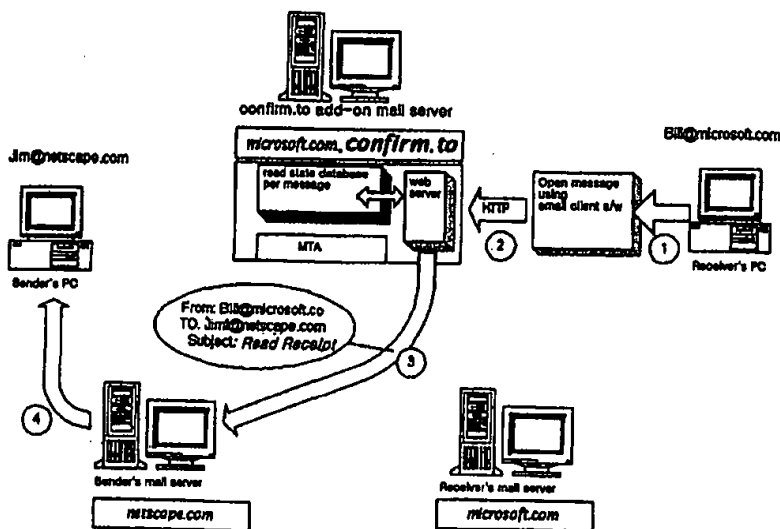 confirm.to add-on mail server
microsoft.com.confirm.to
Jim@netscape.com
Bill@microsoft.com
read state database
per message
web
server
MTA
HTTP
2
Open message
using
email client s/w
1
Sender's PC
Receiver's PC
From: Bill@microsoft.co
TO. Jim@netscape.com
Subject: Read Receipt
3
4
Sender's mail server
Receiver's mail server
netscape.com
microsoft.com